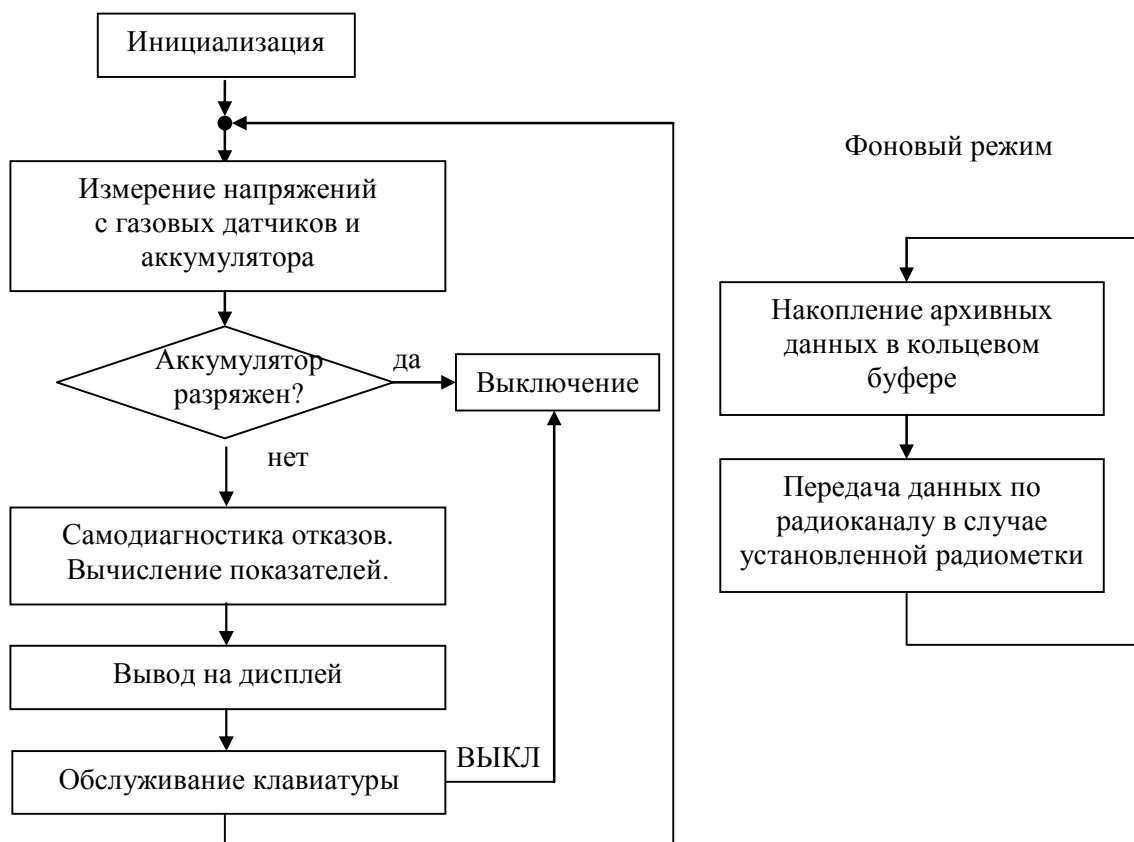 Инициализация
Измерение напряжений
с газовых датчиков и
аккумулятора
Аккумулятор
разряжен?
да
Выключение
нет
Самодиагностика отказов.
Вычисление показателей.
Вывод на дисплей
Обслуживание клавиатуры
ВЫКЛ
Фоновый режим
Накопление архивных
данных в кольцевом
буфере
Передача данных по
радиоканалу в случае
установленной радиометки